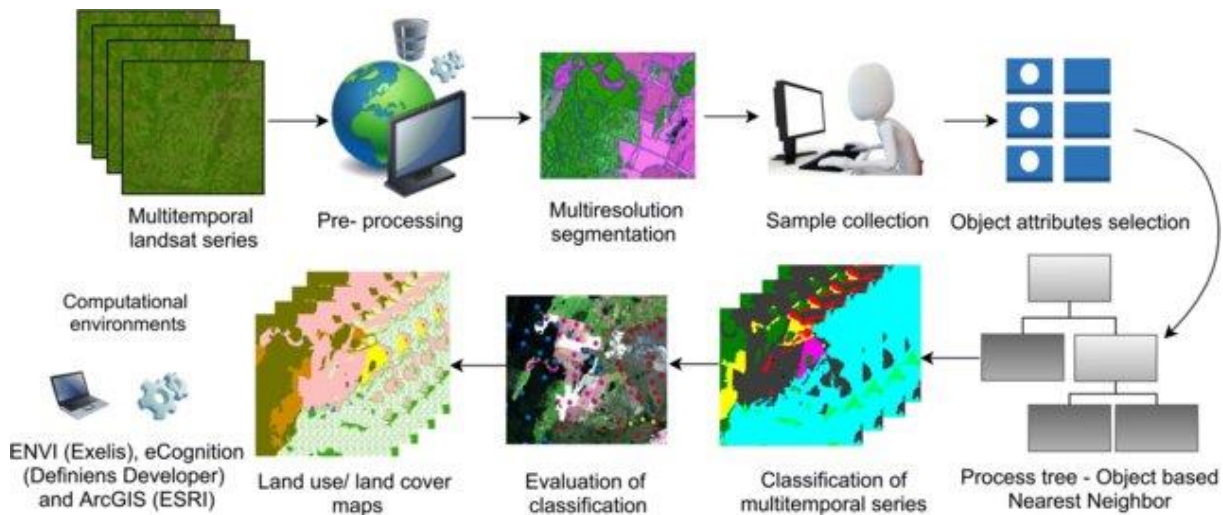 Multitemporal
landsat series
Pre- processing
Multiresolution
segmentation
Sample collection
Object attributes selection
Process tree - Object based
Nearest Neighbor
Classification of
multitemporal series
Evaluation of
classification
Land use/ land cover
maps
Computational
environments
ENVI (Exelis), eCognition
(Definiens Developer)
and ArcGIS (ESRI)